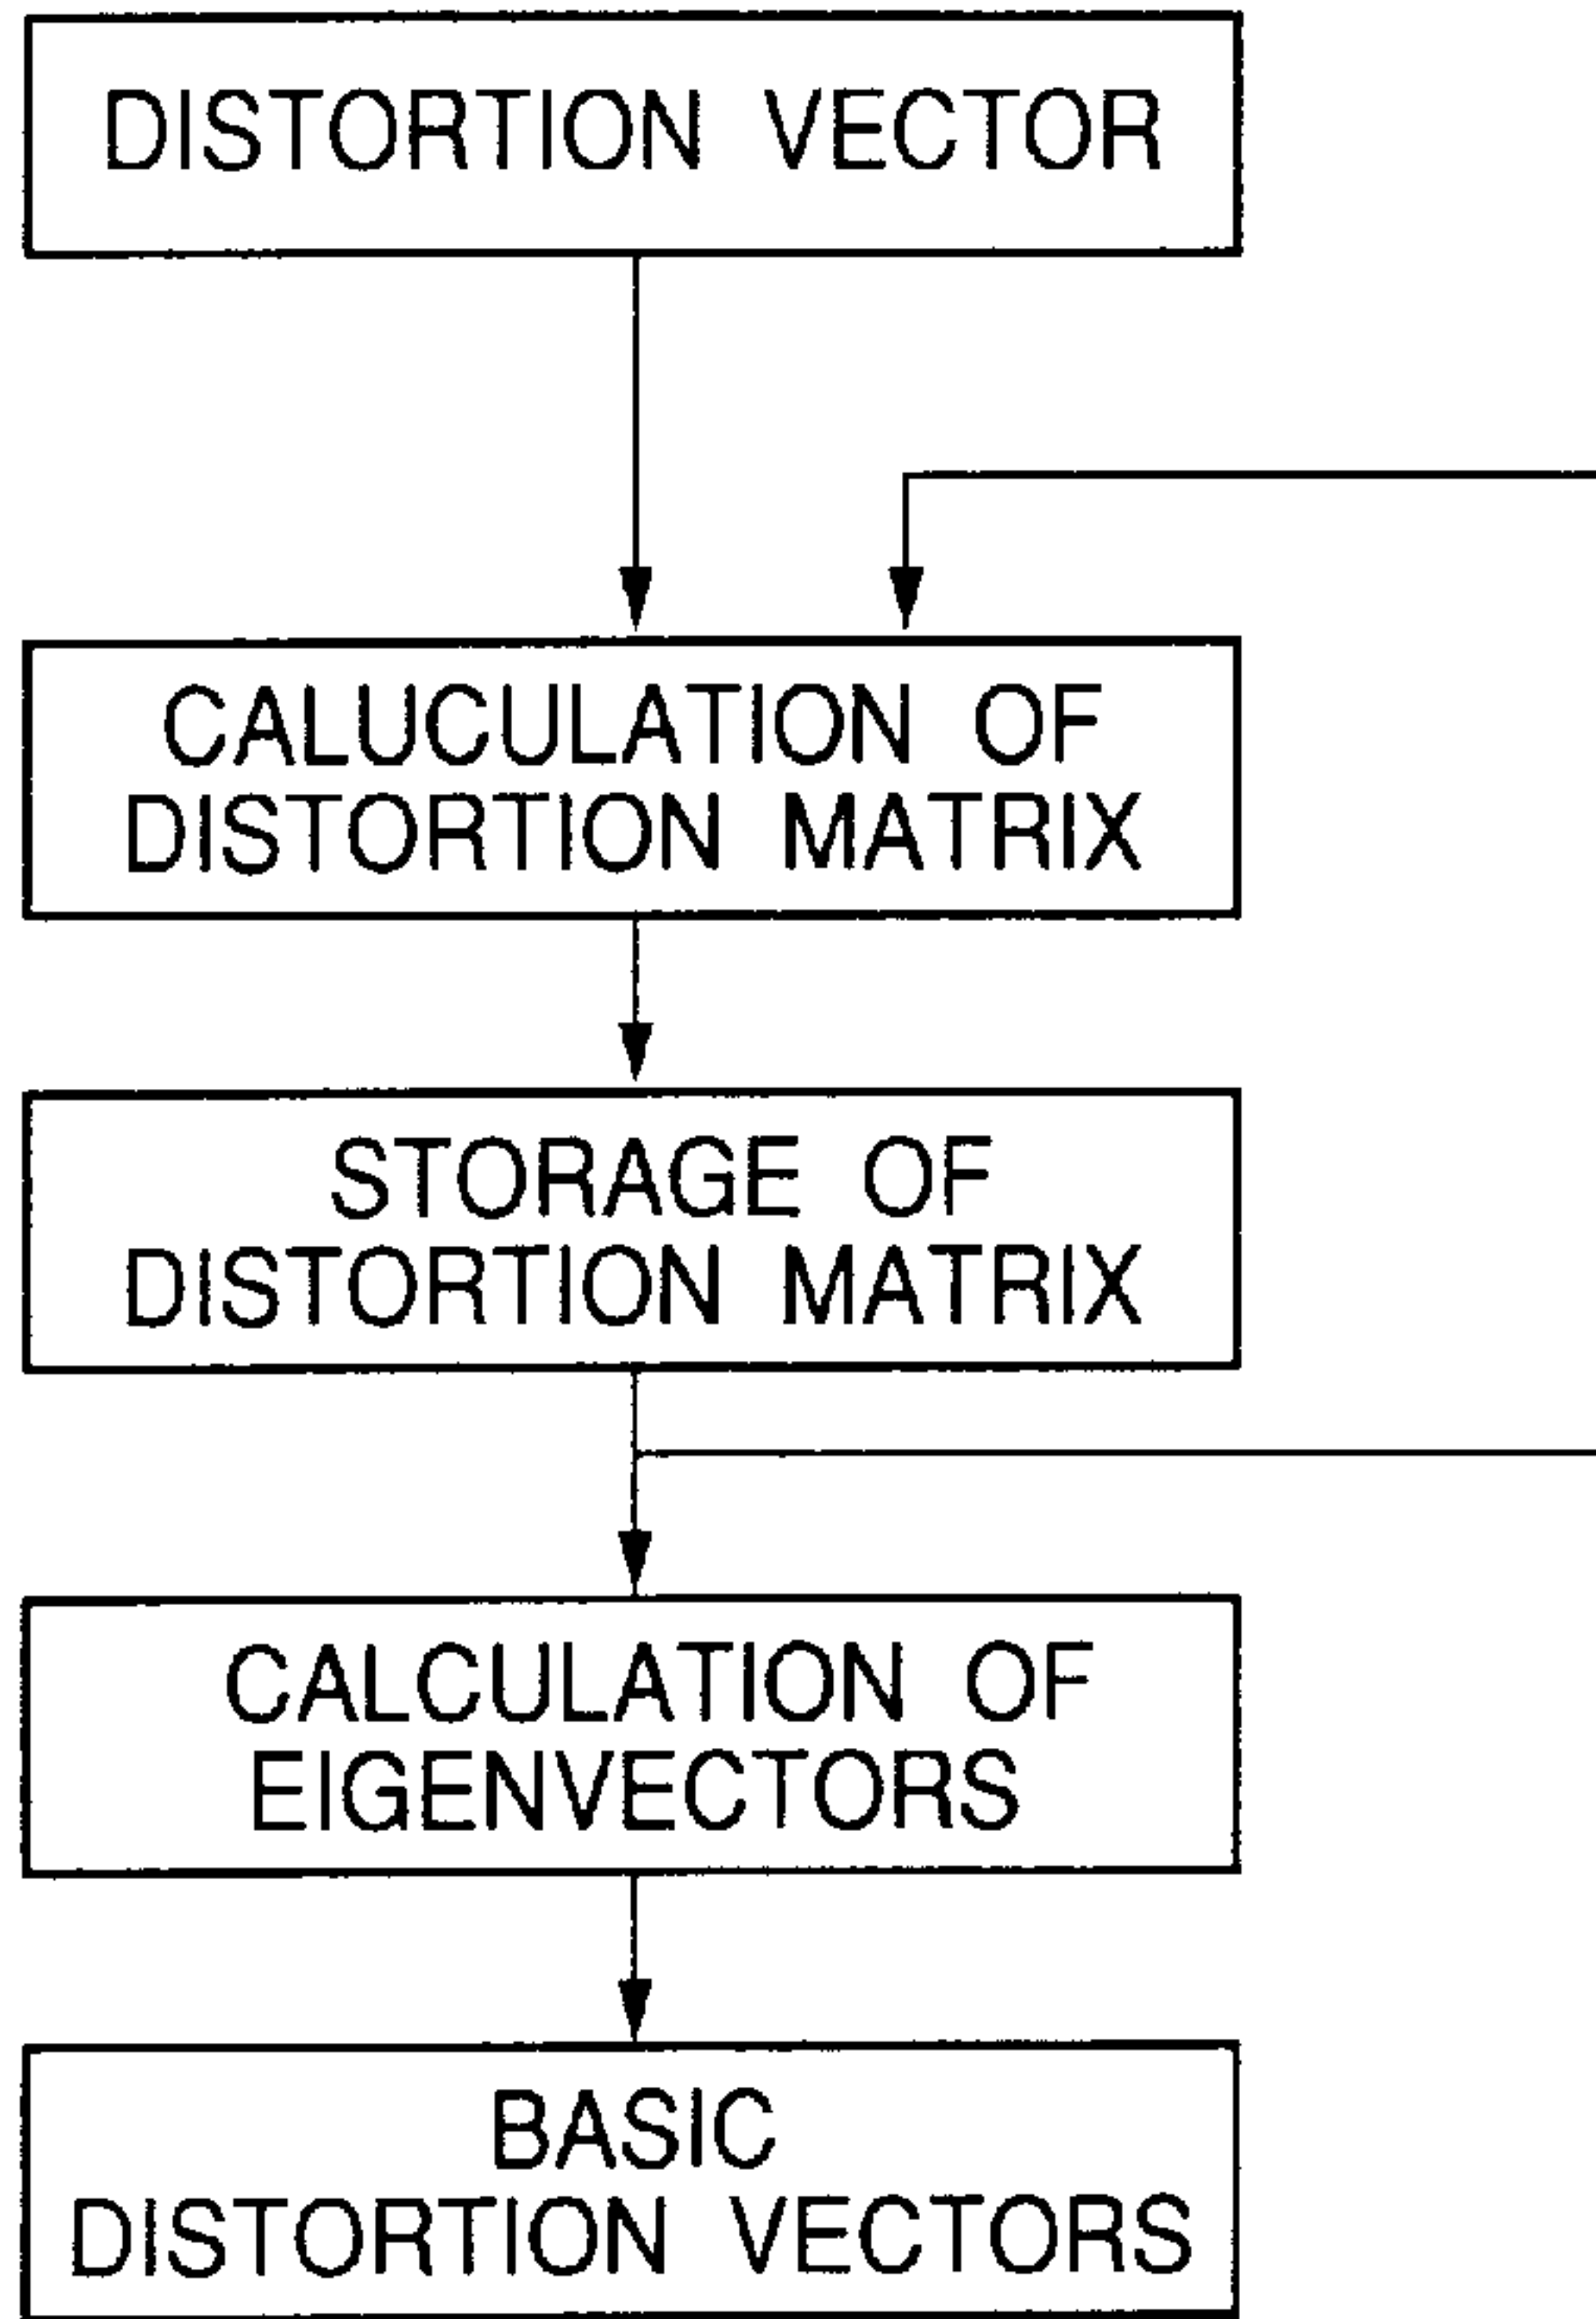 DISTORTION VECTOR
CALUCULATION OF
DISTORTION MATRIX
STORAGE OF
DISTORTION MATRIX
CALCULATION OF
EIGENVECTORS
BASIC
DISTORTION VECTORS